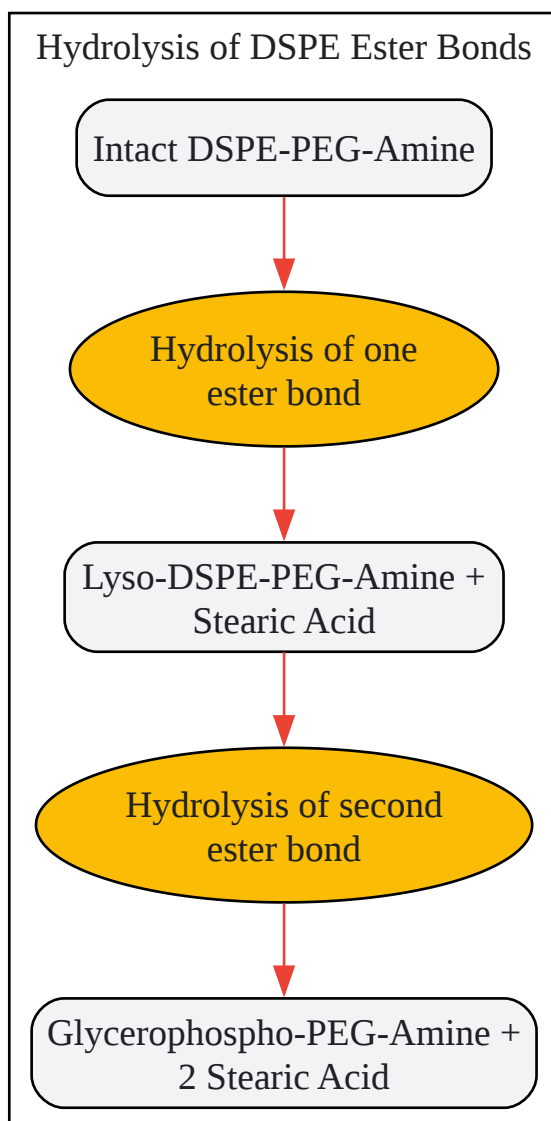 Hydrolysis of DSPE Ester Bonds
Intact DSPE-PEG-Amine
Hydrolysis of one
ester bond
Lyso-DSPE-PEG-Amine +
Stearic Acid
Hydrolysis of second
ester bond
Glycerophospho-PEG-Amine +
2 Stearic Acid